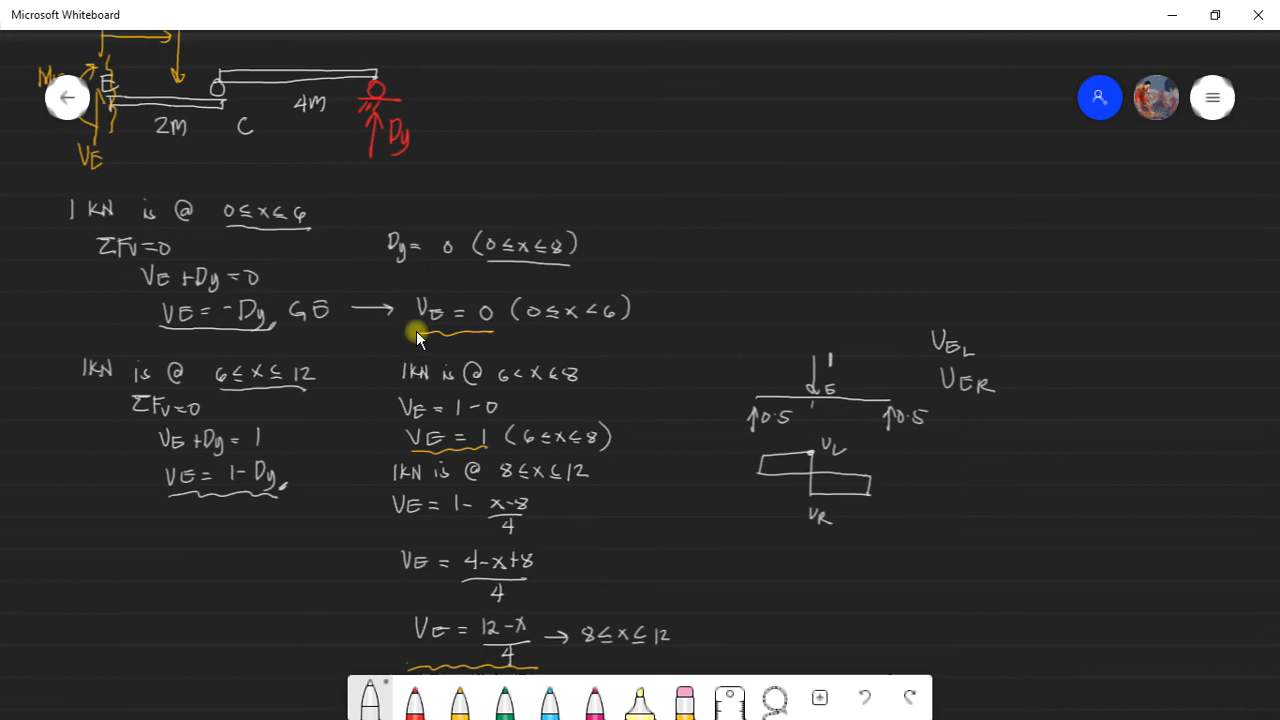 Microsoft Whiteboard
E
2m
C
4m
Dy
VE
1 KN is @ 0≤x≤6
ΣFv=0
VE +Dy = 0
VE = -Dy, GE →
Dy= 0 (0≤x≤8)
VE = 0 (0≤x<6)
1KN is @ 6≤x≤12
ΣFv=0
VE +Dy = 1
VE = 1- Dy
1KN is @ 6<x≤8
VE = 1-0
VE = 1 (6≤x≤8)
1KN is @ 8≤x≤12
VE = 1- x-8/4
VE = 4-x+8/4
VE = 12-x/4 → 8≤x≤12
VEL
VER
1
E
↑0.5
↑0.5
VL
VR